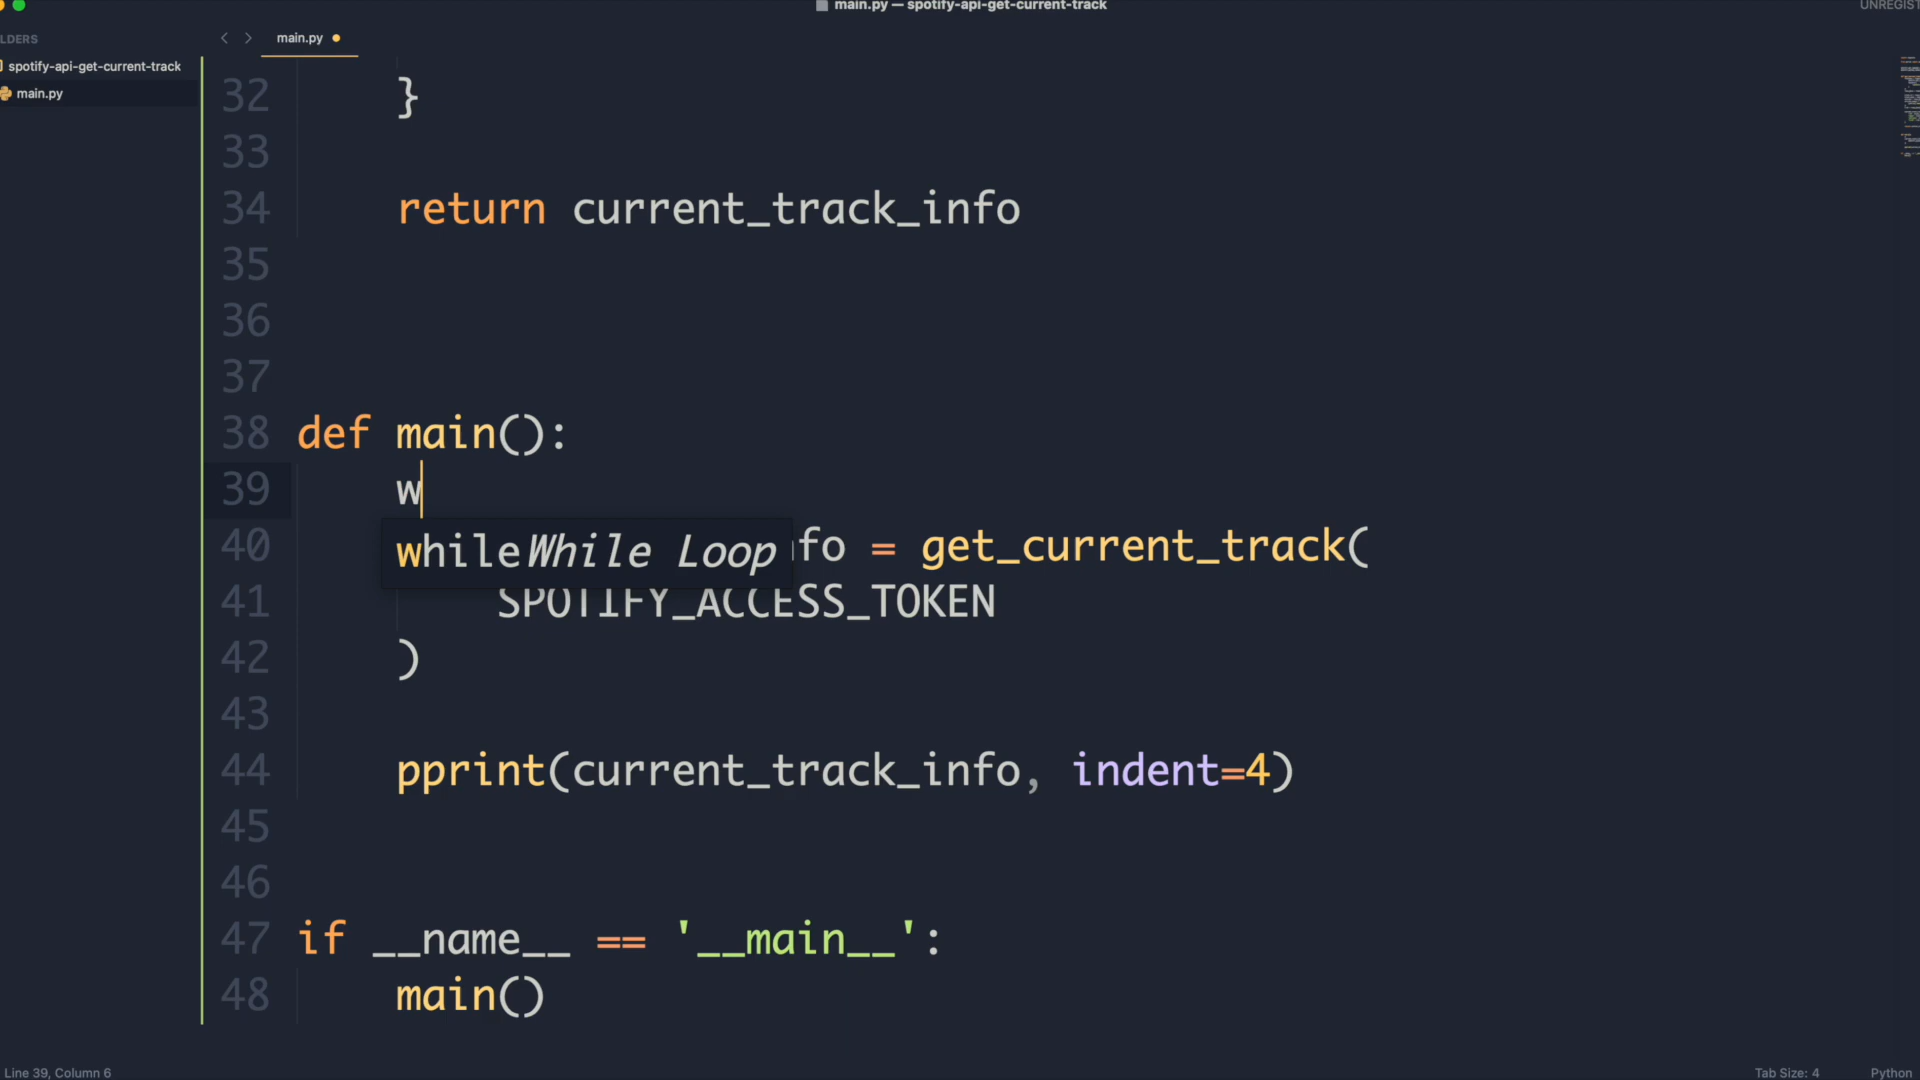 main.py — spotify-api-get-current-track
UNREGIST
LDERS
spotify-api-get-current-track
main.py
main.py
32 }
33
34 return current_track_info
35
36
37
38 def main():
39 w
while While Loop
40 fo = get_current_track(
41 SPOTIFY_ACCESS_TOKEN
42 )
43
44 pprint(current_track_info, indent=4)
45
46
47 if __name__ == '__main__':
48 main()
Line 39, Column 6
Tab Size: 4
Python